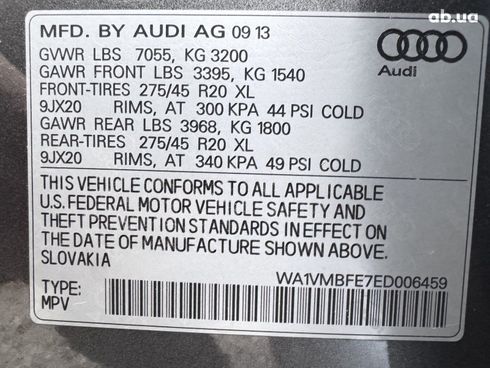 ab.ua
MFD. BY AUDI AG 09 13
GVWR LBS 7055, KG 3200
GAWR FRONT LBS 3395, KG 1540
FRONT-TIRES 275/45 R20 XL
9JX20 RIMS, AT 300 KPA 44 PSI COLD
GAWR REAR LBS 3968, KG 1800
REAR-TIRES 275/45 R20 XL
9JX20 RIMS, AT 340 KPA 49 PSI COLD
Audi
THIS VEHICLE CONFORMS TO ALL APPLICABLE
U.S. FEDERAL MOTOR VEHICLE SAFETY AND
THEFT PREVENTION STANDARDS IN EFFECT ON
THE DATE OF MANUFACTURE SHOWN ABOVE.
SLOVAKIA
WA1VMBFE7ED006459
TYPE:
MPV